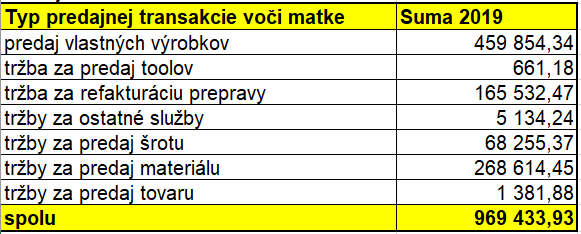 Typ predajnej transakcie voči matke Suma 2019
predaj vlastných výrobkov 459 854,34
tržba za predaj toolov 661,18
tržba za refakturáciu prepravy 165 532,47
tržby za ostatné služby 5 134,24
tržby za predaj šrotu 68 255,37
tržby za predaj materiálu 268 614,45
tržby za predaj tovaru 1 381,88
spolu 969 433,93